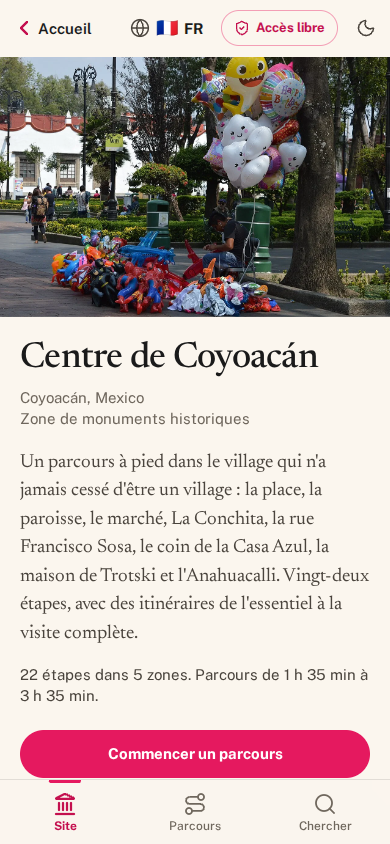 Accueil
FR
Accès libre
Centre de Coyoacán
Coyoacán, Mexico
Zone de monuments historiques
Un parcours à pied dans le village qui n'a
jamais cessé d'être un village : la place, la
paroisse, le marché, La Conchita, la rue
Francisco Sosa, le coin de la Casa Azul, la
maison de Trotski et l'Anahuacalli. Vingt-deux
étapes, avec des itinéraires de l'essentiel à la
visite complète.
22 étapes dans 5 zones. Parcours de 1 h 35 min à
3 h 35 min.
Commencer un parcours
Site
Parcours
Chercher